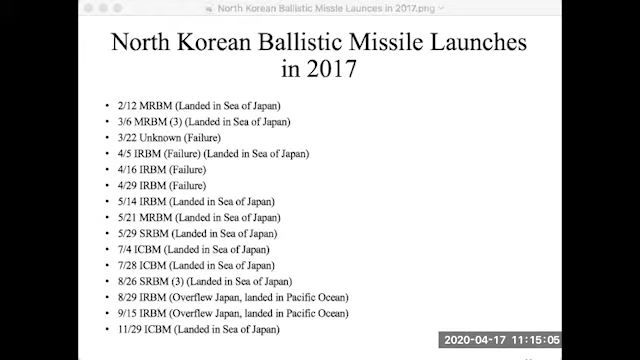 North Korean Ballistic Missle Launces in 2017.png
North Korean Ballistic Missile Launches
in 2017
• 2/12 MRBM (Landed in Sea of Japan)
• 3/6 MRBM (3) (Landed in Sea of Japan)
• 3/22 Unknown (Failure)
• 4/5 IRBM (Failure) (Landed in Sea of Japan)
• 4/16 IRBM (Failure)
• 4/29 IRBM (Failure)
• 5/14 IRBM (Landed in Sea of Japan)
• 5/21 MRBM (Landed in Sea of Japan)
• 5/29 SRBM (Landed in Sea of Japan)
• 7/4 ICBM (Landed in Sea of Japan)
• 7/28 ICBM (Landed in Sea of Japan)
• 8/26 SRBM (3) (Landed in Sea of Japan)
• 8/29 IRBM (Overflew Japan, landed in Pacific Ocean)
• 9/15 IRBM (Overflew Japan, landed in Pacific Ocean)
• 11/29 ICBM (Landed in Sea of Japan)
2020-04-17 11:15:05